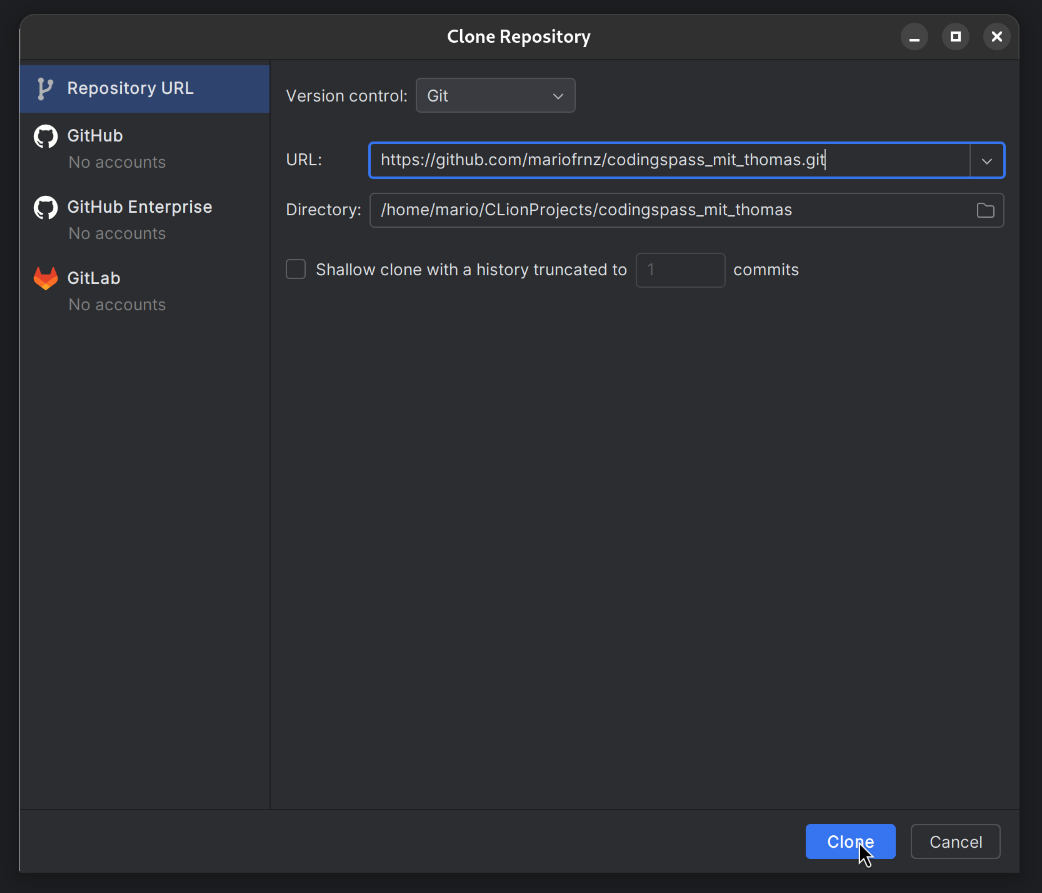 Clone Repository
Repository URL
GitHub
No accounts
GitHub Enterprise
No accounts
GitLab
No accounts
Version control: Git
URL: https://github.com/mariofrnz/codingspass_mit_thomas.git
Directory: /home/mario/CLionProjects/codingspass_mit_thomas
Shallow clone with a history truncated to 1 commits
Clone Cancel